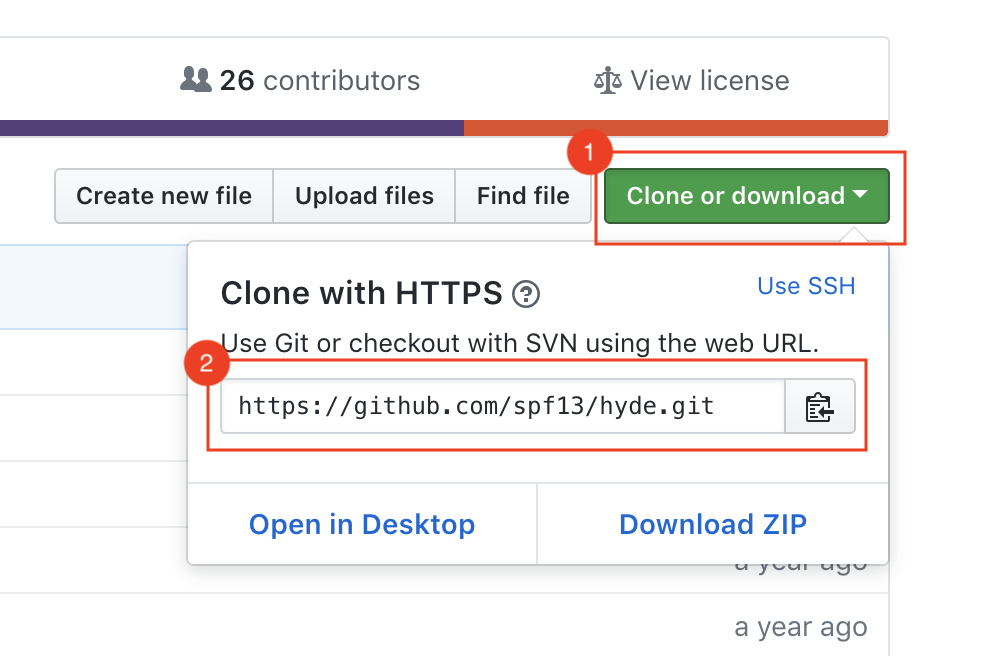 26 contributors
View license
1
Create new file
Upload files
Find file
Clone or download
Clone with HTTPS ?
Use SSH
Use Git or checkout with SVN using the web URL.
2
https://github.com/spf13/hyde.git
Open in Desktop
Download ZIP
a year ago
a year ago